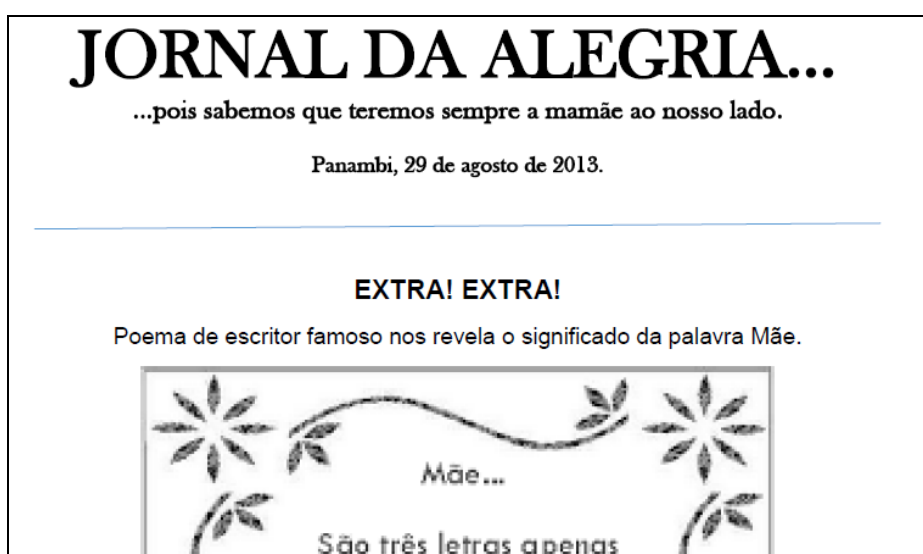 JORNAL DA ALEGRIA...
...pois sabemos que teremos sempre a mamãe ao nosso lado.
Panambi, 29 de agosto de 2013.
EXTRA! EXTRA!
Poema de escritor famoso nos revela o significado da palavra Mãe.
Mãe...
São três letras apenas